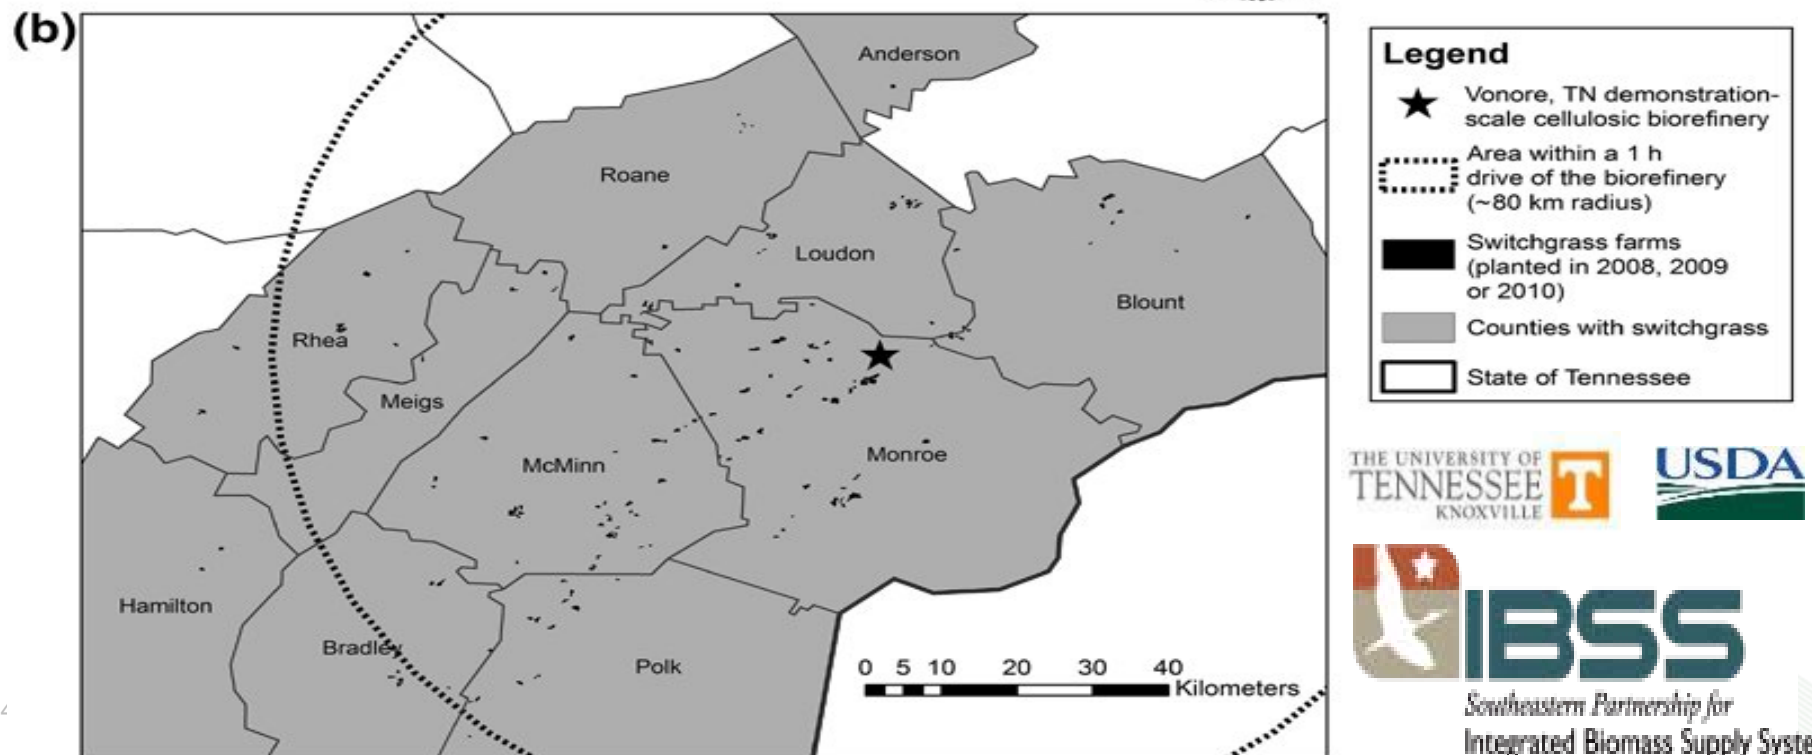 (b)
Anderson
Roane
Loudon
Blount
Rhea
Meigs
McMinn
Monroe
Hamilton
Bradley
Polk
0 5 10 20 30 40
Kilometers
Legend
Vonore, TN demonstration-
scale cellulosic biorefinery
Area within a 1 h
drive of the biorefinery
(~80 km radius)
Switchgrass farms
(planted in 2008, 2009
or 2010)
Counties with switchgrass
State of Tennessee
THE UNIVERSITY OF
TENNESSEE
KNOXVILLE
T
USDA
IBSS
Southeastern Partnership for
Integrated Biomass Supply Syste
4